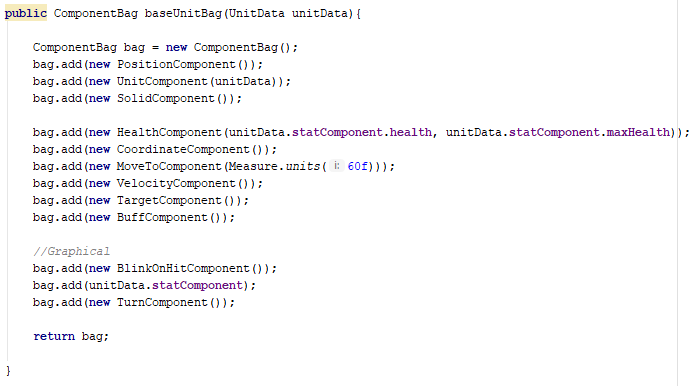 public ComponentBag baseUnitBag(UnitData unitData){
ComponentBag bag = new ComponentBag();
bag.add(new PositionComponent());
bag.add(new UnitComponent(unitData));
bag.add(new SolidComponent());
bag.add(new HealthComponent(unitData.statComponent.health, unitData.statComponent.maxHealth));
bag.add(new CoordinateComponent());
bag.add(new MoveToComponent(Measure.units( i: 60f)));
bag.add(new VelocityComponent());
bag.add(new TargetComponent());
bag.add(new BuffComponent());
//Graphical
bag.add(new BlinkOnHitComponent());
bag.add(unitData.statComponent);
bag.add(new TurnComponent());
return bag;
}